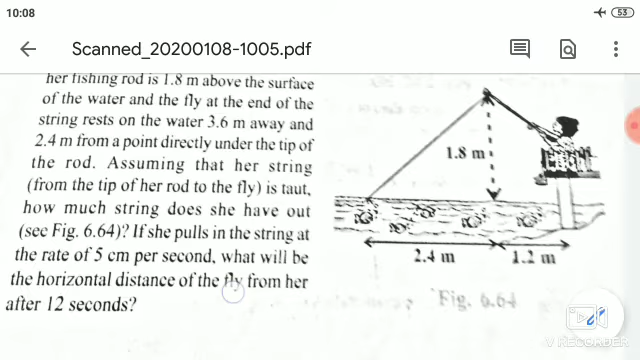 10:08
53
Scanned_20200108-1005.pdf
her fishing rod is 1.8 m above the surface
of the water and the fly at the end of the
string rests on the water 3.6 m away and
2.4 m from a point directly under the tip of
the rod. Assuming that her string
(from the tip of her rod to the fly) is taut,
how much string does she have out
(see Fig. 6.64)? If she pulls in the string at
the rate of 5 cm per second, what will be
the horizontal distance of the fly from her
after 12 seconds?
1.8 m
2.4 m
1.2 m
Fig. 6.64
V RECORDER